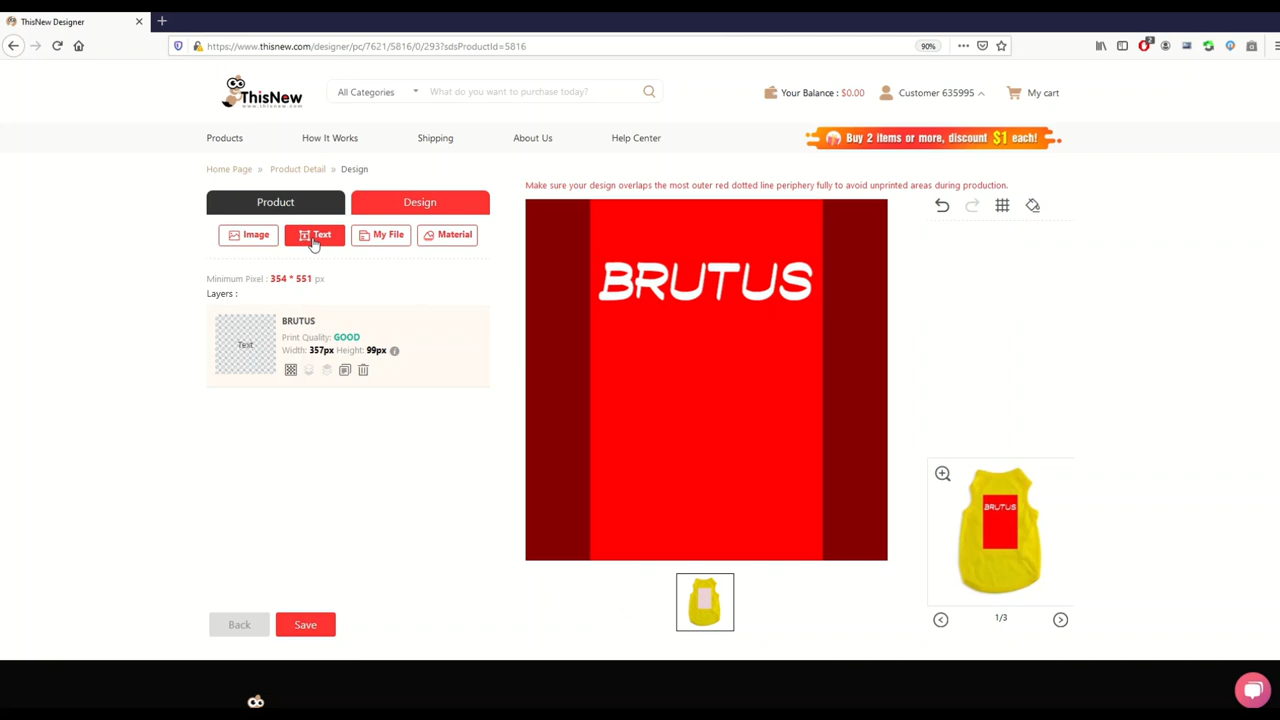 ThisNew Designer
https://www.thisnew.com/designer/pc/7621/5816/0/293?sdsProductId=5816
90%
2
ThisNew
www.thisnew.com
All Categories
What do you want to purchase today?
Your Balance : $0.00
Customer 635995
My cart
Products
How It Works
Shipping
About Us
Help Center
Buy 2 items or more, discount $1 each!
Home Page » Product Detail » Design
Product
Design
Make sure your design overlaps the most outer red dotted line periphery fully to avoid unprinted areas during production.
Image
Text
My File
Material
Minimum Pixel : 354 * 551 px
Layers :
Text
BRUTUS
Print Quality: GOOD
Width: 357px Height: 99px
BRUTUS
BRUTUS
1/3
Back
Save